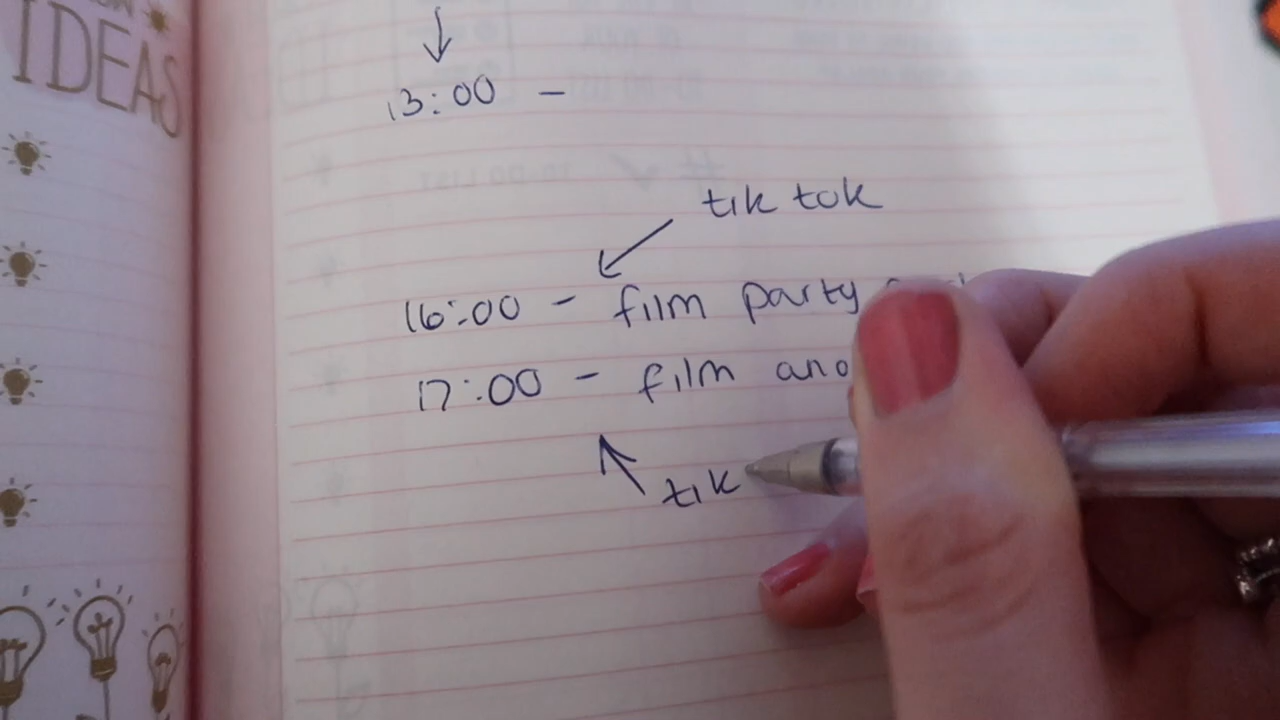 IDEAS
13:00 -
tik tok
16:00 - film party
17:00 - film
tik